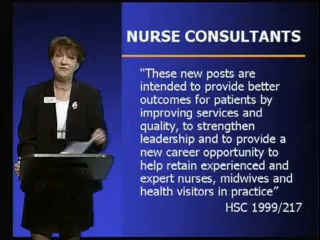 NURSE CONSULTANTS
“These new posts are
intended to provide better
outcomes for patients by
improving services and
quality, to strengthen
leadership and to provide a
new career opportunity to
help retain experienced and
expert nurses, midwives and
health visitors in practice”
HSC 1999/217